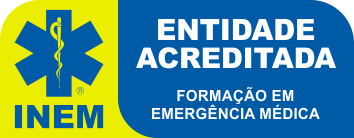 INEM
®
ENTIDADE
ACREDITADA
FORMAÇÃO EM
EMERGÊNCIA MÉDICA